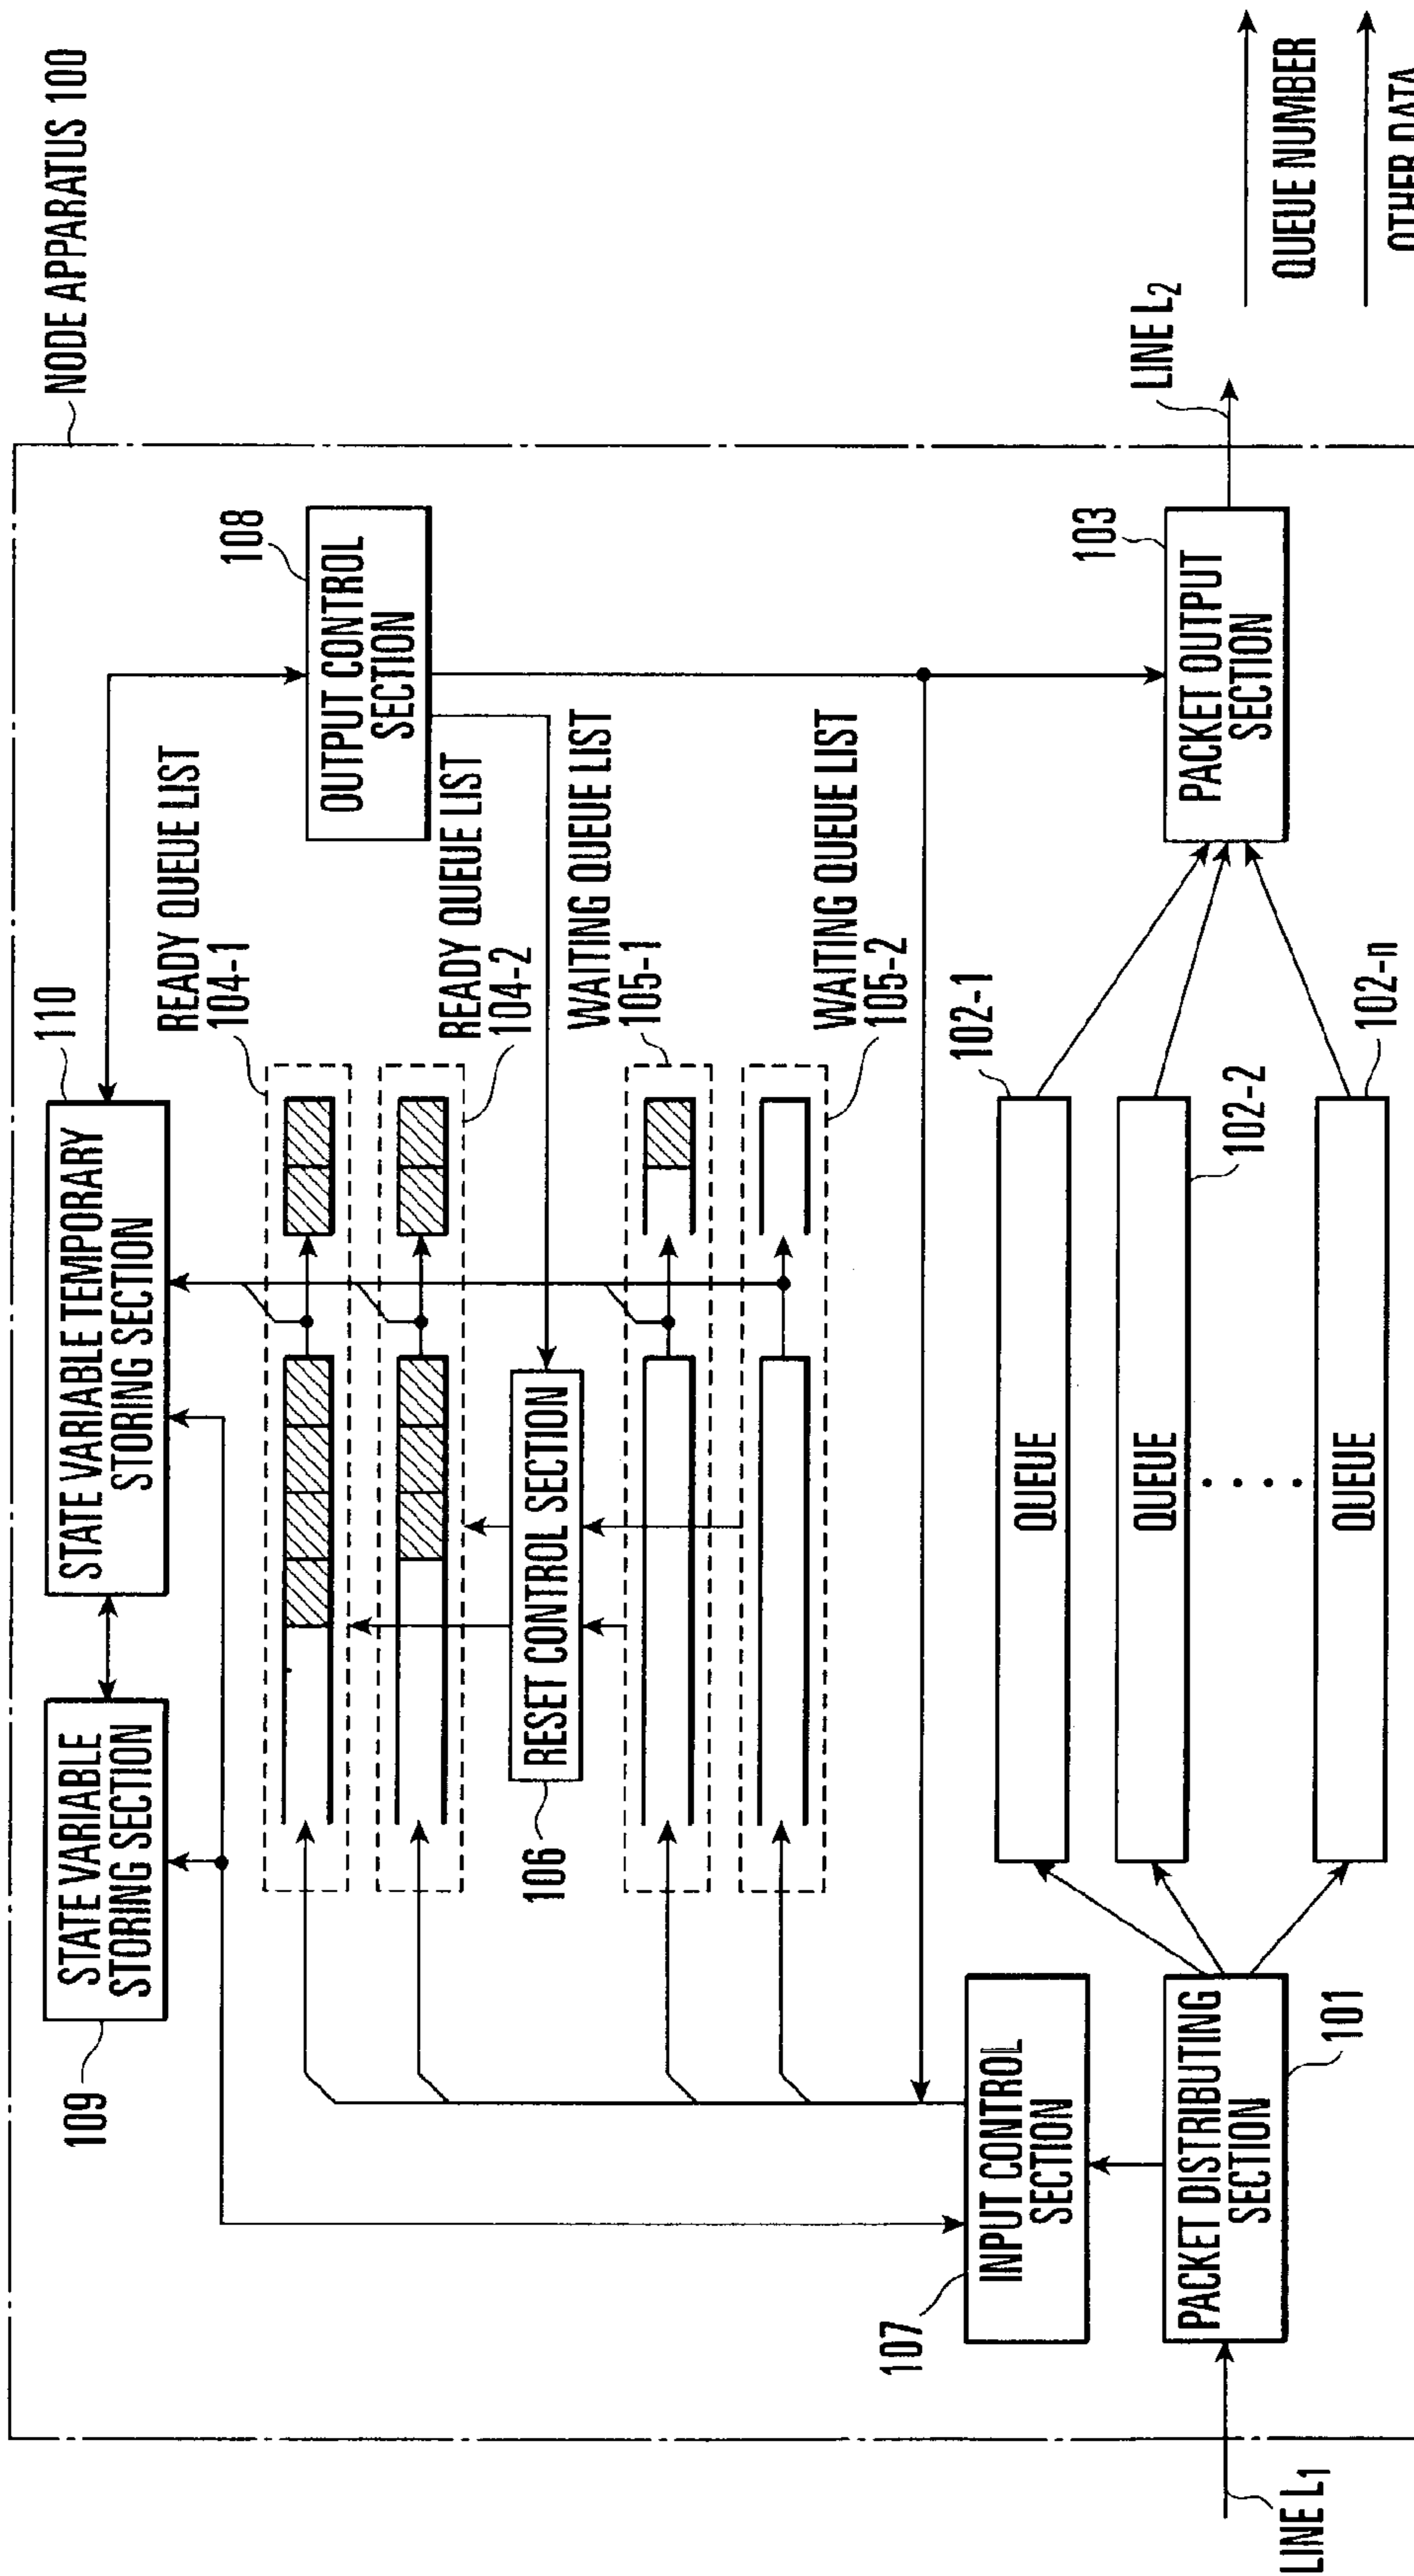 NODE APPARATUS 100
109
STATE VARIABLE
STORING SECTION
110
STATE VARIABLE TEMPORARY
STORING SECTION
READY QUEUE LIST
104-1
READY QUEUE LIST
104-2
108
OUTPUT CONTROL
SECTION
106
RESET CONTROL SECTION
WAITING QUEUE LIST
105-1
WAITING QUEUE LIST
105-2
107
INPUT CONTROL
SECTION
102-1
QUEUE
QUEUE
102-2
QUEUE
102-n
LINE L1
PACKET DISTRIBUTING
SECTION
101
103
PACKET OUTPUT
SECTION
LINE L2
QUEUE NUMBER
OTHER DATA